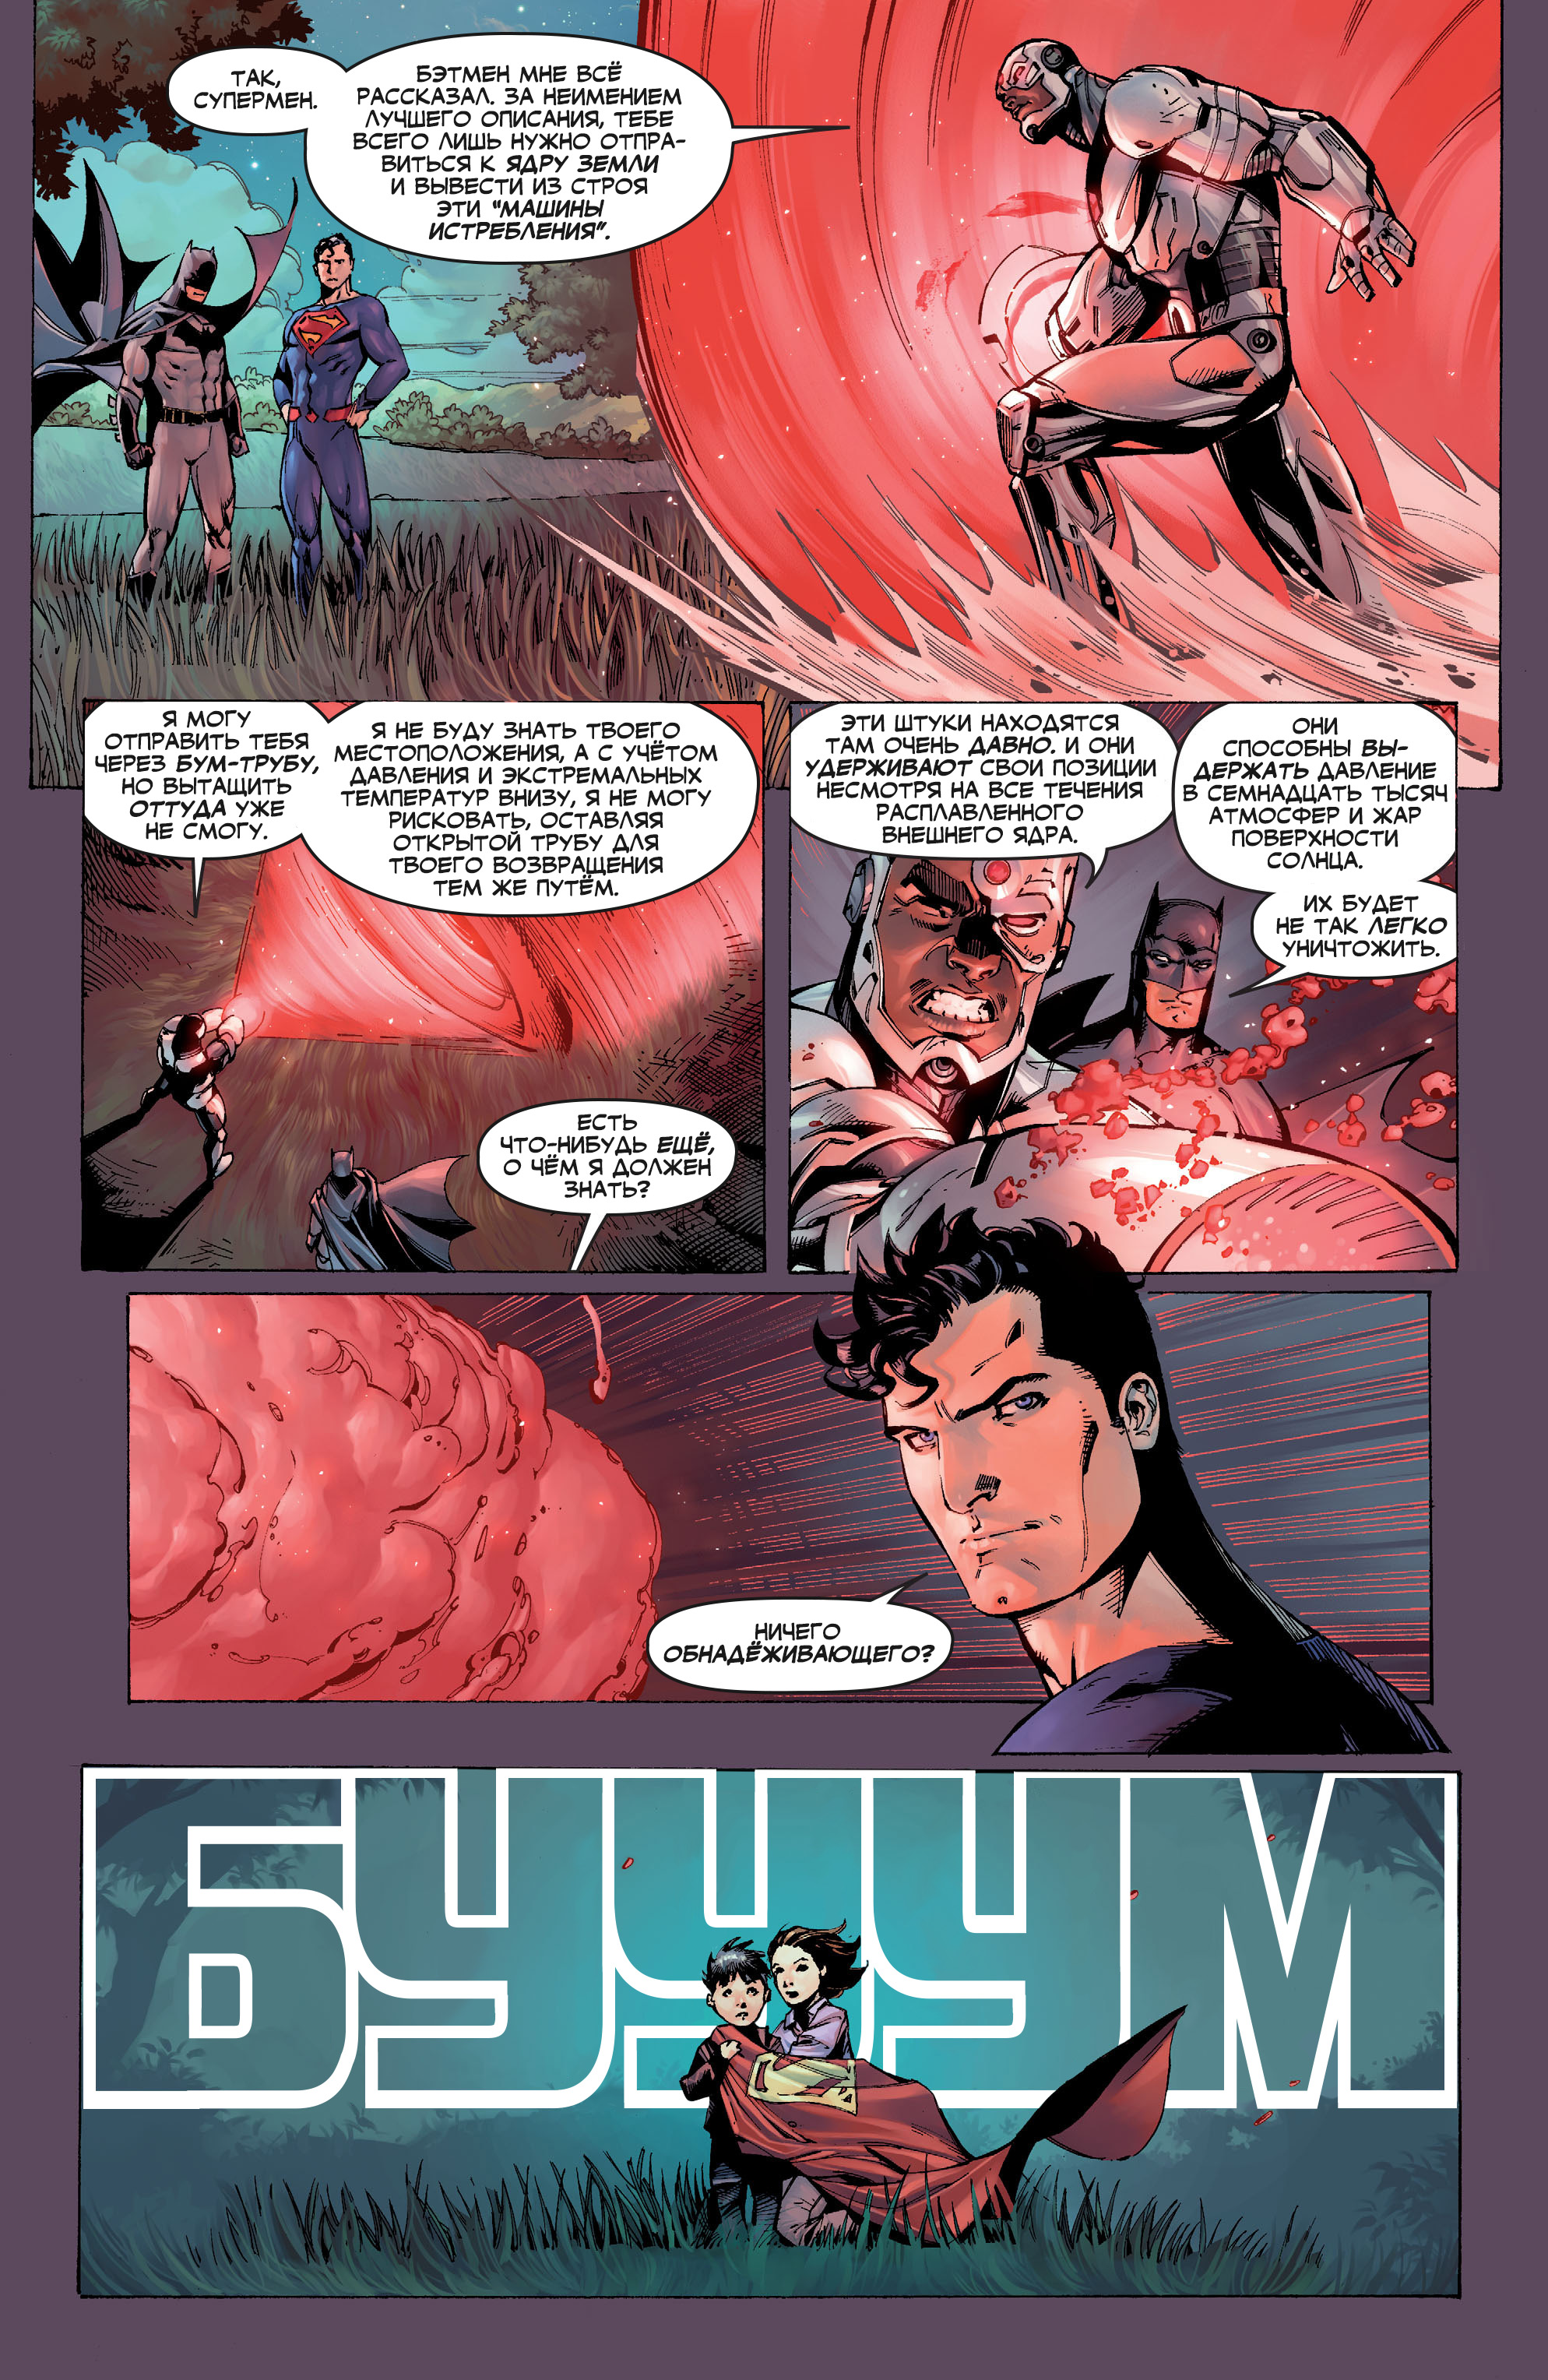 ТАК,
СУПЕРМЕН.
БЭТМЕН МНЕ ВСЁ
РАССКАЗАЛ. ЗА НЕИМЕНИЕМ
ЛУЧШЕГО ОПИСАНИЯ, ТЕБЕ
ВСЕГО ЛИШЬ НУЖНО ОТПРА-
ВИТЬСЯ К ЯДРУ ЗЕМЛИ
И ВЫВЕСТИ ИЗ СТРОЯ
ЭТИ "МАШИНЫ
ИСТРЕБЛЕНИЯ".
Я МОГУ
ОТПРАВИТЬ ТЕБЯ
ЧЕРЕЗ БУМ-ТРУБУ,
НО ВЫТАЩИТЬ
ОТТУДА УЖЕ
НЕ СМОГУ.
Я НЕ БУДУ ЗНАТЬ ТВОЕГО
МЕСТОПОЛОЖЕНИЯ, А С УЧЁТОМ
ДАВЛЕНИЯ И ЭКСТРЕМАЛЬНЫХ
ТЕМПЕРАТУР ВНИЗУ, Я НЕ МОГУ
РИСКОВАТЬ, ОСТАВЛЯЯ
ОТКРЫТОЙ ТРУБУ ДЛЯ
ТВОЕГО ВОЗВРАЩЕНИЯ
ТЕМ ЖЕ ПУТЁМ.
ЕСТЬ
ЧТО-НИБУДЬ ЕЩЁ,
О ЧЁМ Я ДОЛЖЕН
ЗНАТЬ?
ЭТИ ШТУКИ НАХОДЯТСЯ
ТАМ ОЧЕНЬ ДАВНО. И ОНИ
УДЕРЖИВАЮТ СВОИ ПОЗИЦИИ
НЕСМОТРЯ НА ВСЕ ТЕЧЕНИЯ
РАСПЛАВЛЕННОГО
ВНЕШНЕГО ЯДРА.
ОНИ
СПОСОБНЫ ВЫ-
ДЕРЖАТЬ ДАВЛЕНИЕ
В СЕМНАДЦАТЬ ТЫСЯЧ
АТМОСФЕР И ЖАР
ПОВЕРХНОСТИ
СОЛНЦА.
ИХ БУДЕТ
НЕ ТАК ЛЕГКО
УНИЧТОЖИТЬ.
НИЧЕГО
ОБНАДЁЖИВАЮЩЕГО?
БУУУМ